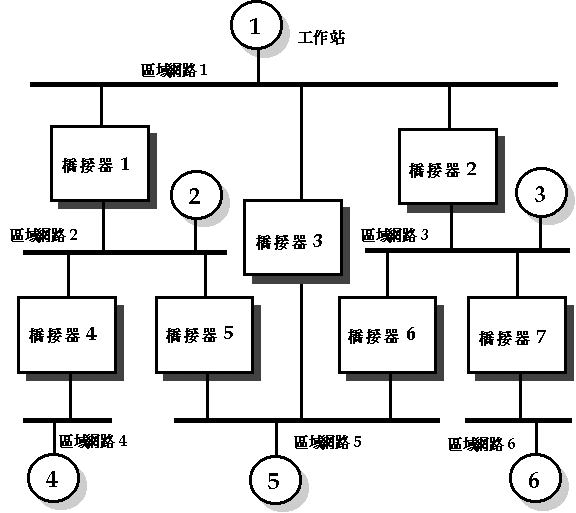 1
工作站
區域網路 1
橋接器 1
橋接器 2
2
3
橋接器 3
區域網路 2
區域網路 3
橋接器 4
橋接器 5
橋接器 6
橋接器 7
區域網路 4
區域網路 5
區域網路 6
4
5
6